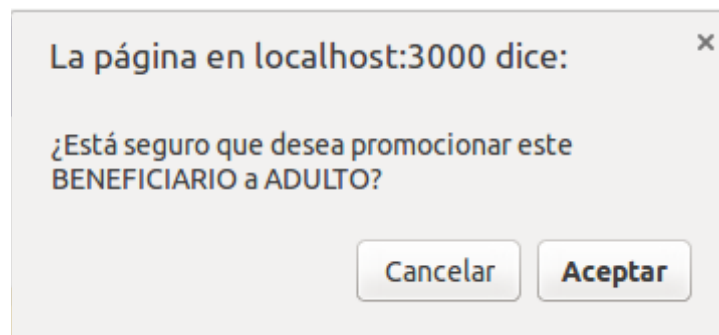 La página en localhost:3000 dice:
¿Está seguro que desea promocionar este
BENEFICIARIO a ADULTO?
Cancelar
Aceptar